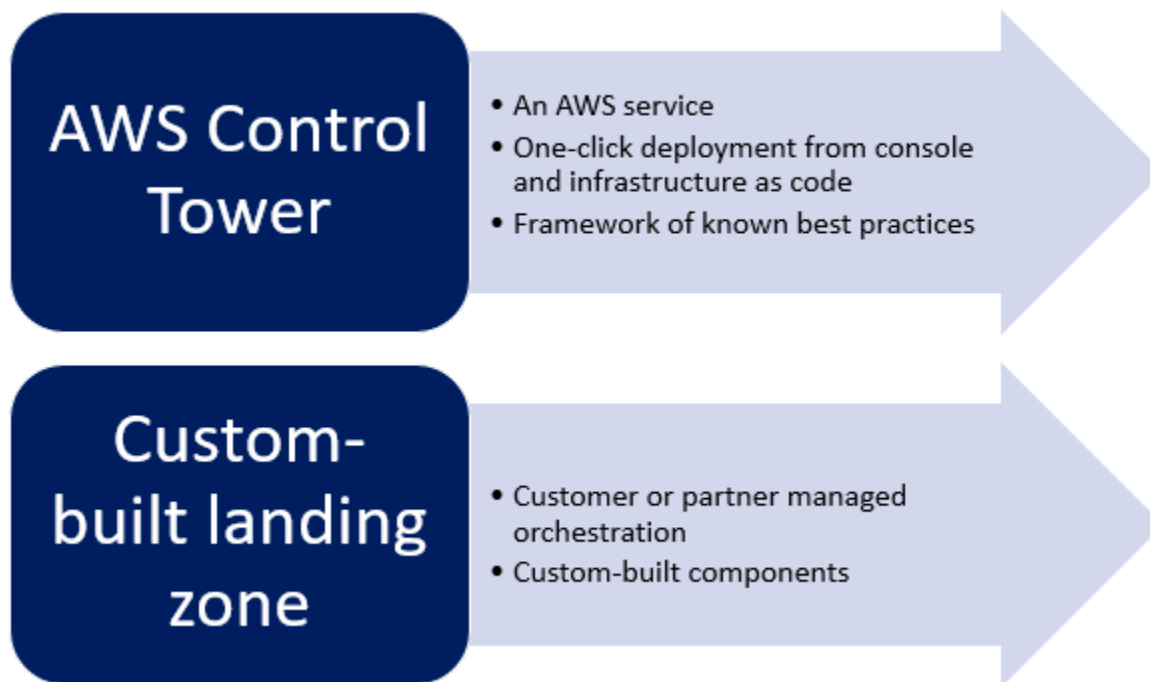 AWS Control
Tower
• An AWS service
• One-click deployment from console
and infrastructure as code
• Framework of known best practices
Custom-
built landing
zone
• Customer or partner managed
orchestration
• Custom-built components